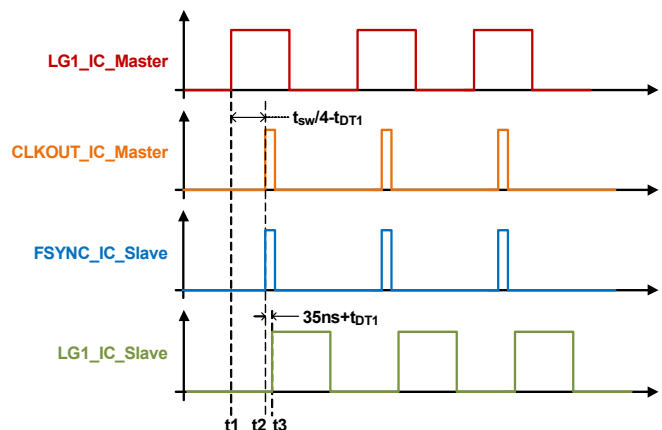 LG1_IC_Master
tsw/4-tDT1
CLKOUT_IC_Master
FSYNC_IC_Slave
35ns+tDT1
LG1_IC_Slave
t1 t2 t3